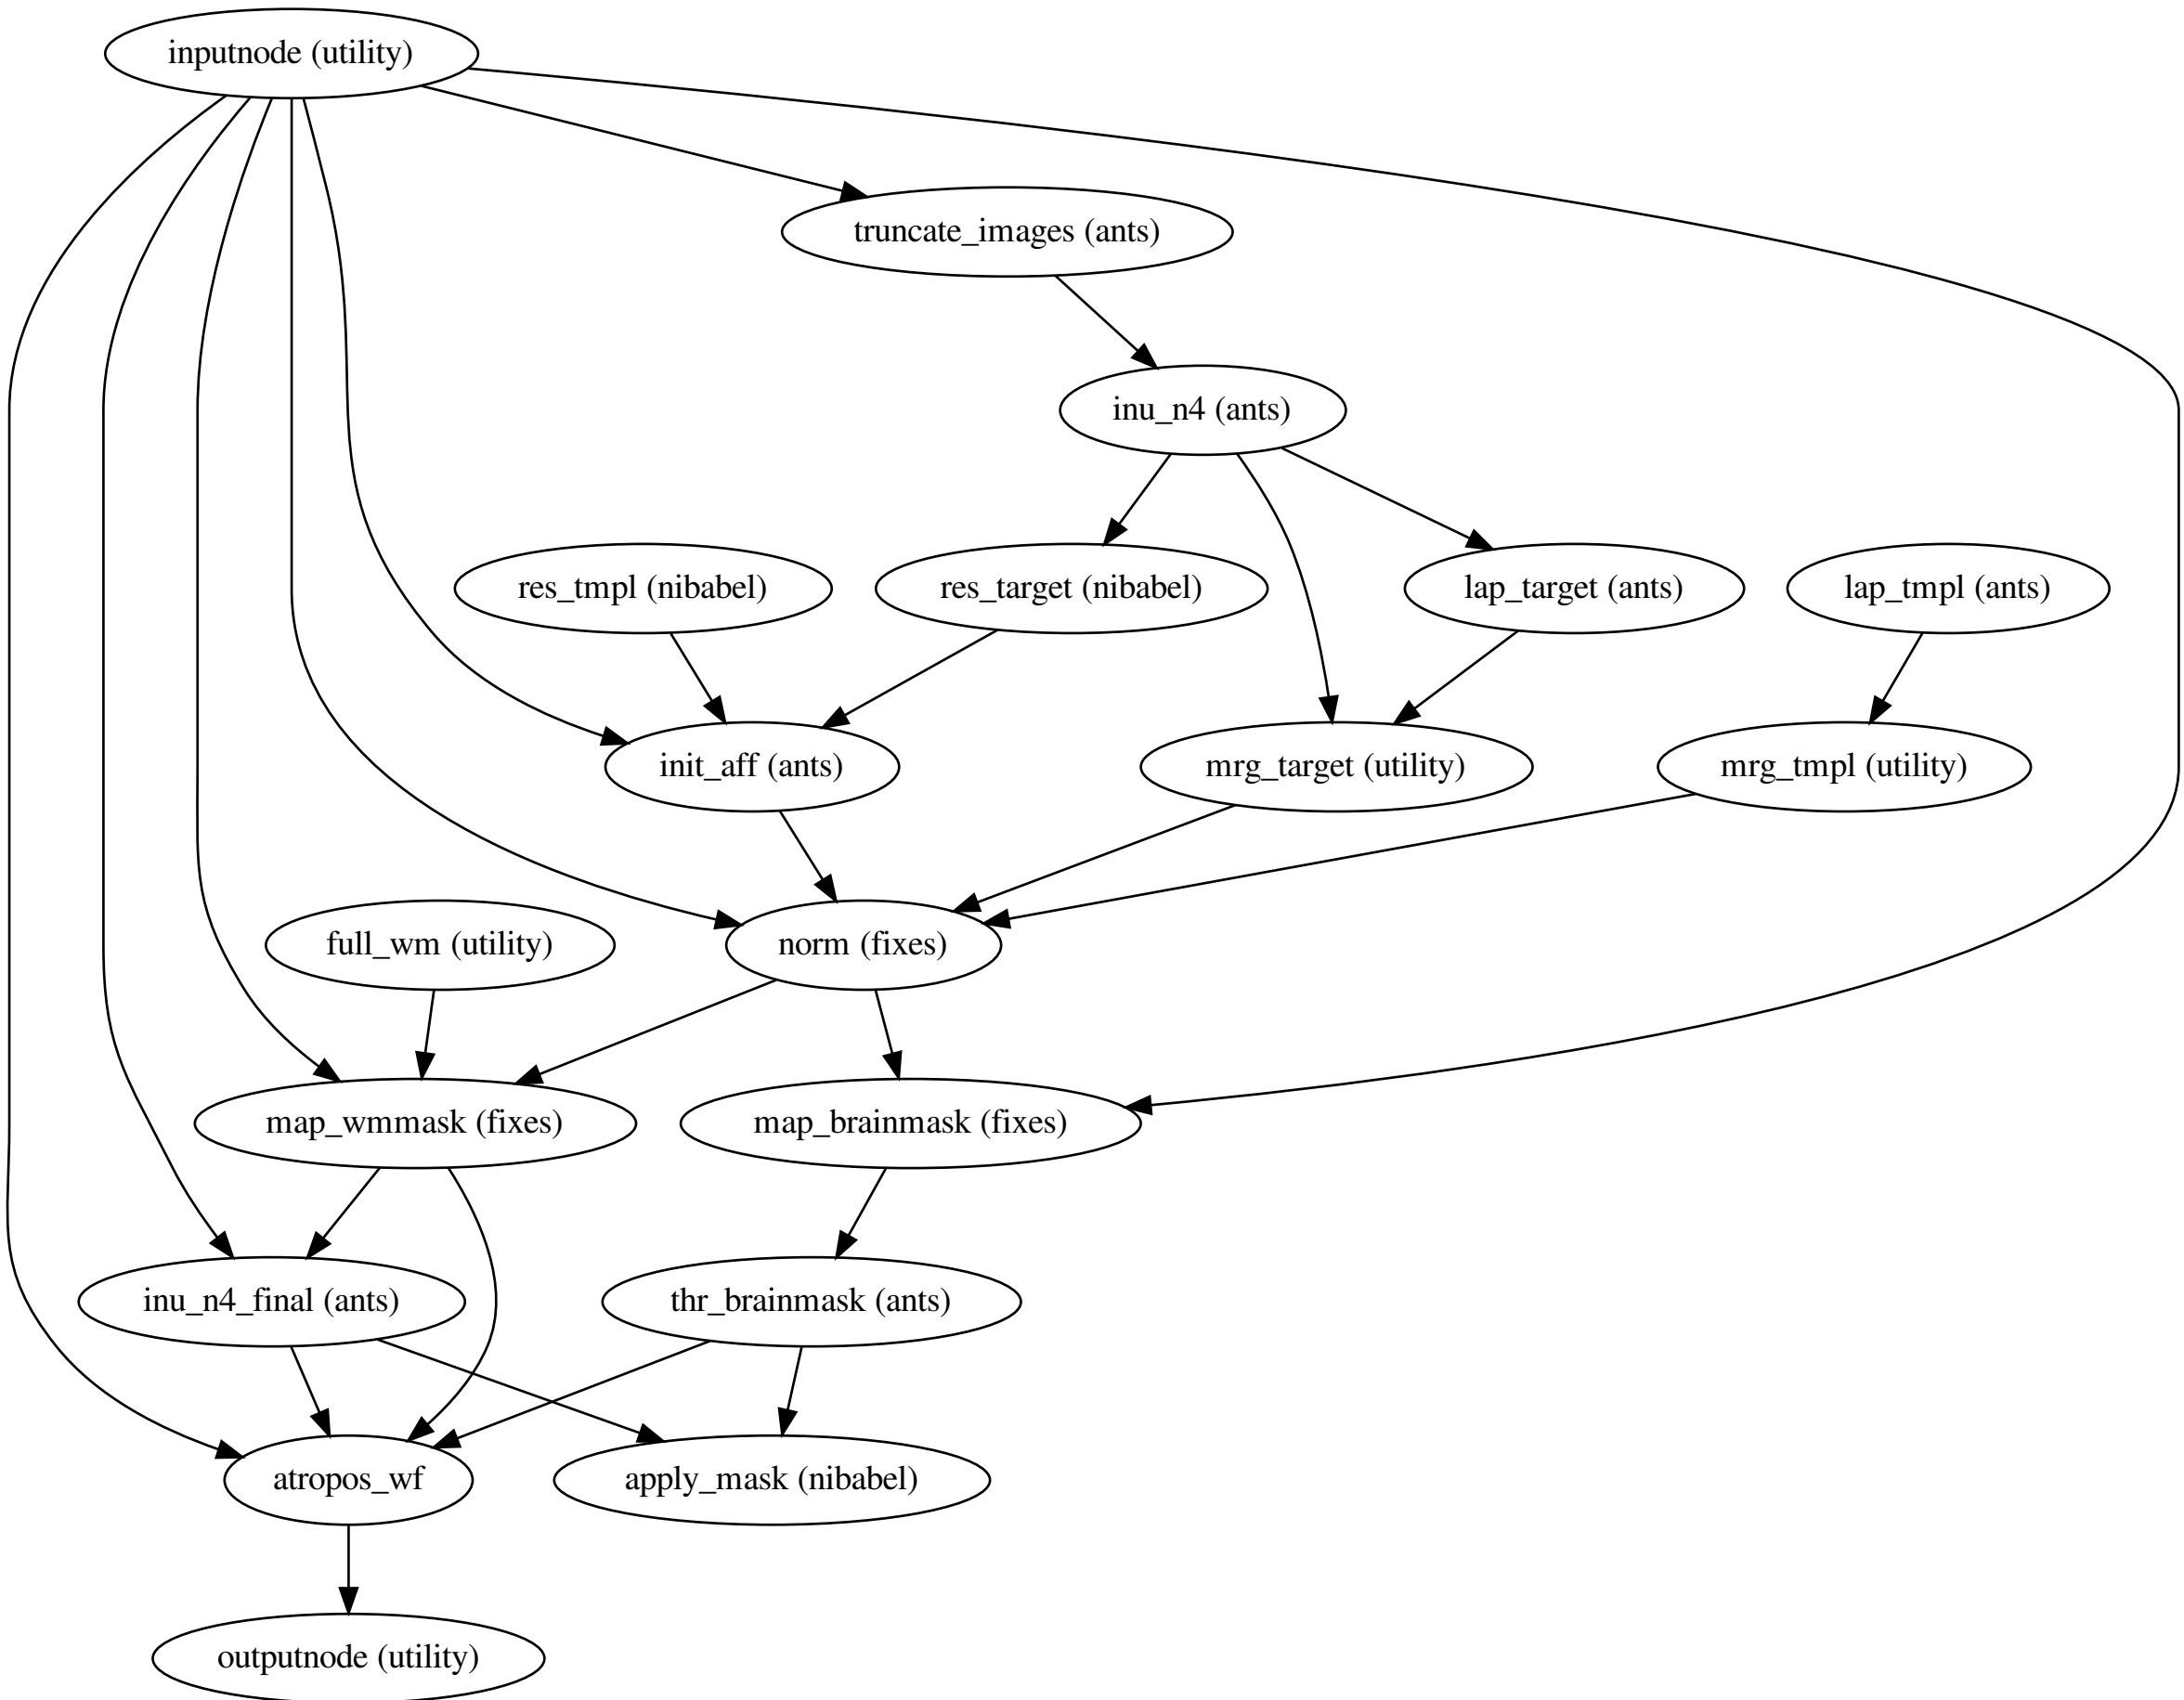 inputnode (utility)
truncate_images (ants)
inu_n4 (ants)
res_tmpl (nibabel)
res_target (nibabel)
lap_target (ants)
lap_tmpl (ants)
init_aff (ants)
mrg_target (utility)
mrg_tmpl (utility)
full_wm (utility)
norm (fixes)
map_wmmask (fixes)
map_brainmask (fixes)
inu_n4_final (ants)
thr_brainmask (ants)
atropos_wf
apply_mask (nibabel)
outputnode (utility)